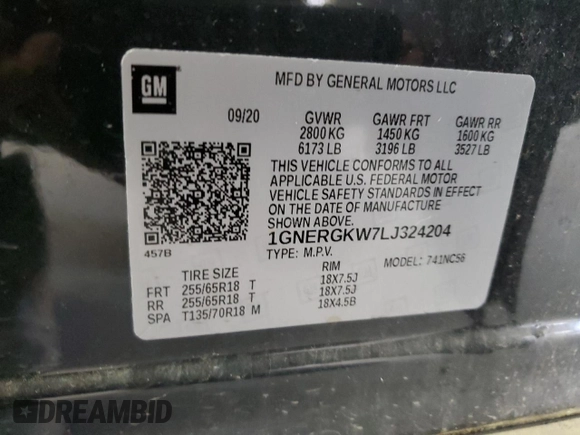 GM
MFD BY GENERAL MOTORS LLC
09/20 GVWR GAWR FRT GAWR RR
2800 KG 1450 KG 1600 KG
6173 LB 3196 LB 3527 LB
THIS VEHICLE CONFORMS TO ALL
APPLICABLE U.S. FEDERAL MOTOR
VEHICLE SAFETY STANDARDS IN EFFECT
ON THE DATE OF MANUFACTURE
SHOWN ABOVE.
457B
1GNERGKW7LJ324204
TYPE: M.P.V. MODEL: 741NC56
TIRE SIZE RIM
FRT 255/65R18 T 18X7.5J
RR 255/65R18 T 18X7.5J
SPA T135/70R18 M 18X4.5B
DREAMBID